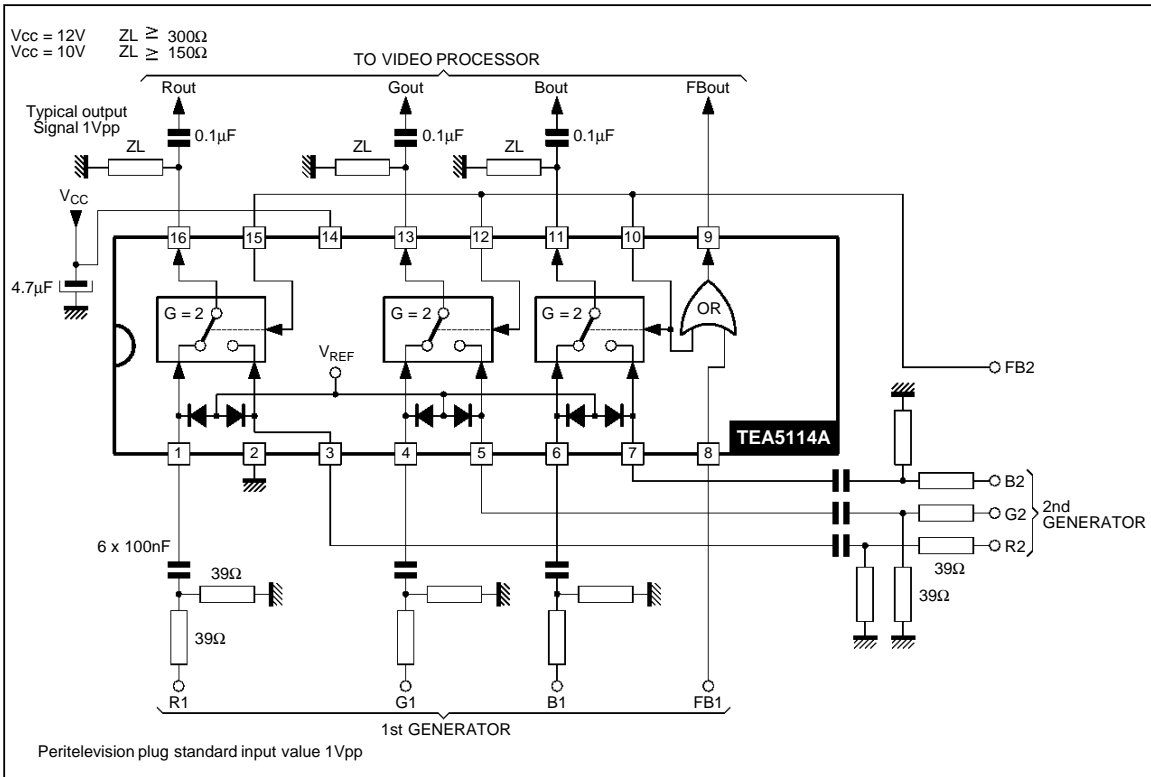 Vcc = 12V ZL ≥ 300Ω
Vcc = 10V ZL ≥ 150Ω
TO VIDEO PROCESSOR
Rout Gout Bout FBout
Typical output
Signal 1Vpp
0.1µF 0.1µF 0.1µF
ZL ZL ZL
VCC
16 15 14 13 12 11 10 9
4.7µF
G = 2 G = 2 G = 2 OR
VREF
FB2
TEA5114A
1 2 3 4 5 6 7 8
B2
G2
R2
2nd
GENERATOR
6 x 100nF
39Ω 39Ω
39Ω 39Ω
R1 G1 B1 FB1
1st GENERATOR
Peritelevision plug standard input value 1Vpp